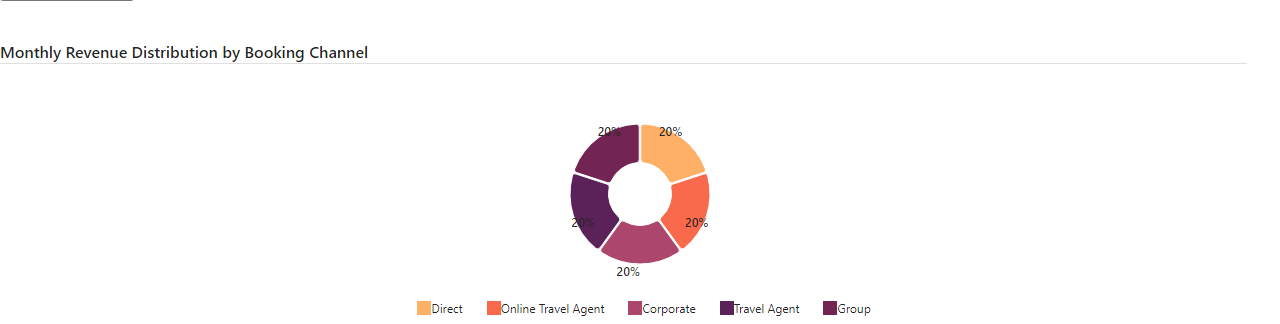 Monthly Revenue Distribution by Booking Channel
20% 20%
20% 20%
20%
Direct Online Travel Agent Corporate Travel Agent Group